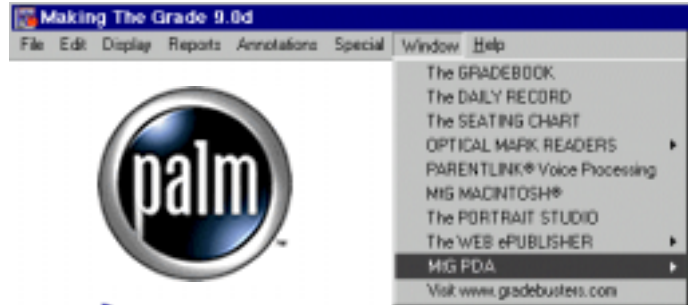 Making The Grade 9.0d
File Edit Display Reports Annotations Special Window Help
The GRADEBOOK
The DAILY RECORD
The SEATING CHART
OPTICAL MARK READERS
PARENTLINK® Voice Processing
MtG MACINTOSH®
The PORTRAIT STUDIO
The WEB ePUBLISHER
MtG PDA
Visit www.gradebusters.com
palm